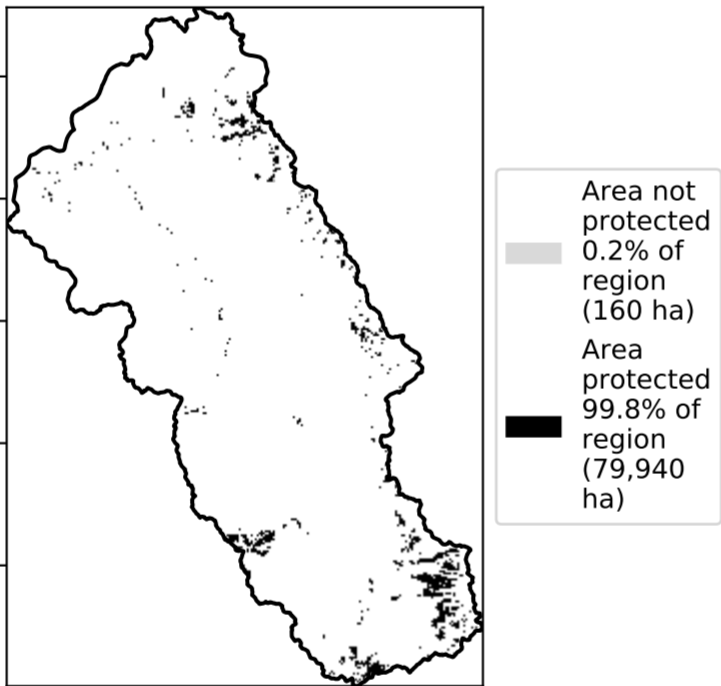 Area not
protected
0.2% of
region
(160 ha)
Area
protected
99.8% of
region
(79,940
ha)